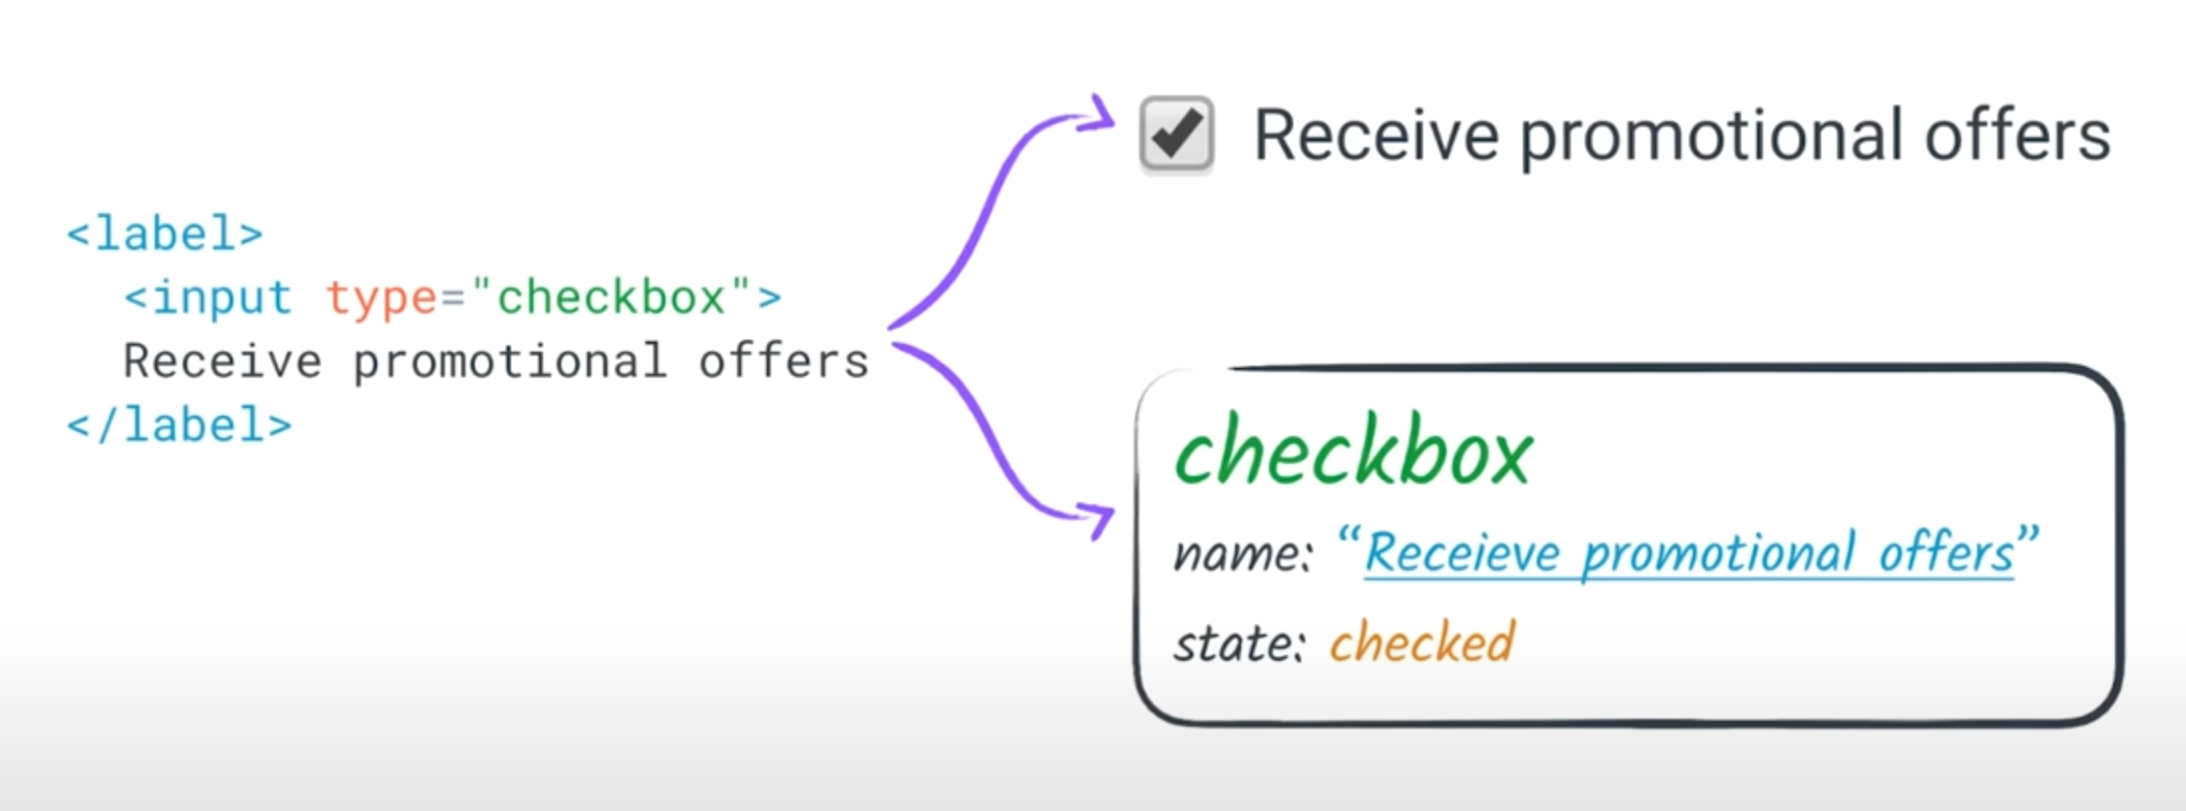 <label>
<input type="checkbox">
Receive promotional offers
</label>
Receive promotional offers
checkbox
name: “Receieve promotional offers”
state: checked